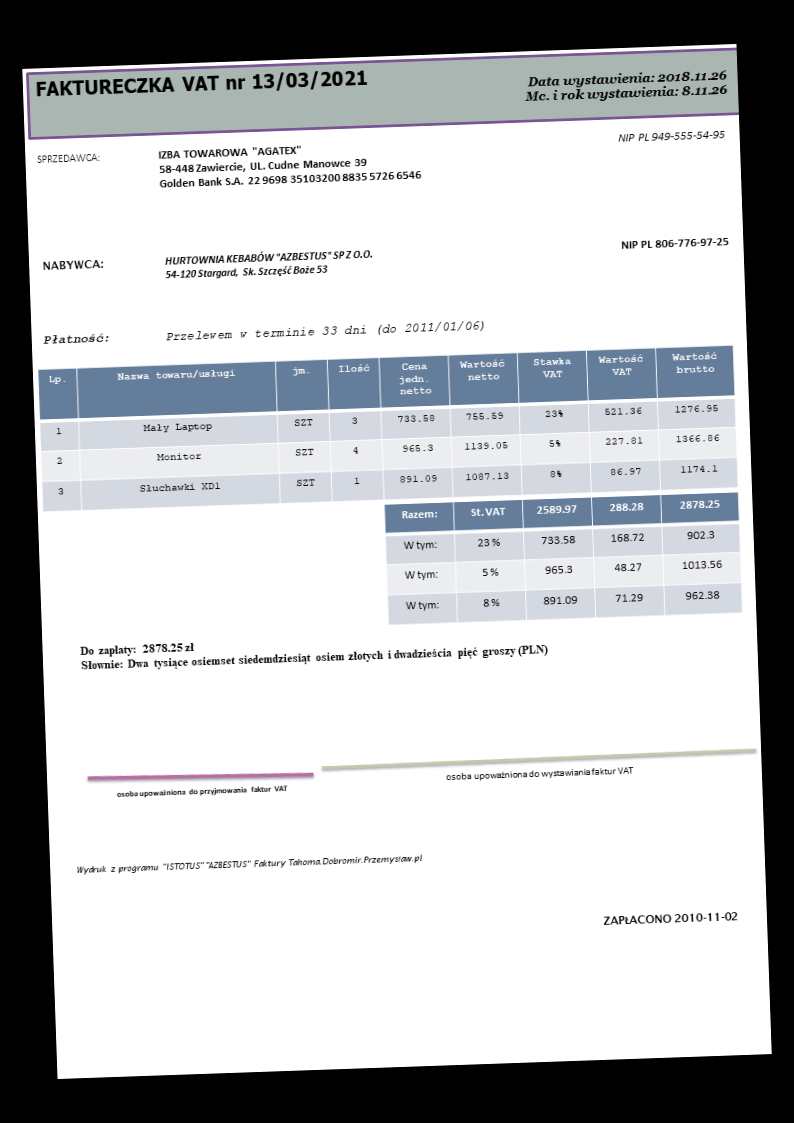 FAKTURECZKA VAT nr 13/03/2021
Data wystawienia: 2018.11.26
Mc. i rok wystawienia: 8.11.26
NIP PL 949-555-54-95
SPRZEDAWCA: IZBA TOWAROWA "AGATEX"
58-448 Zawiercie, UL. Cudne Manowce 39
Golden Bank S.A. 22 9698 35103200 8835 5726 6546
NIP PL 806-776-97-25
NABYWCA: HURTOWNIA KEBABÓW "AZBESTUS" SP Z O.O.
54-120 Stargard, Sk. Szczęść Boże 53
Płatność: Przelewem w terminie 33 dni (do 2011/01/06)
Lp. Nazwa towaru/usługi jm. Ilość Cena jedn. netto Wartość netto Stawka VAT Wartość VAT Wartość brutto
1 Mały Laptop SZT 3 733.58 755.59 23% 521.36 1276.95
2 Monitor SZT 4 965.3 1139.05 5% 227.81 1366.86
3 Słuchawki XD1 SZT 1 891.09 1087.13 8% 86.97 1174.1
Razem: St. VAT 2589.97 288.28 2878.25
W tym: 23 % 733.58 168.72 902.3
W tym: 5 % 965.3 48.27 1013.56
W tym: 8 % 891.09 71.29 962.38
Do zapłaty: 2878.25 zł
Słownie: Dwa tysiące osiemset siedemdziesiąt osiem złotych i dwadzieścia pięć groszy (PLN)
osoba upoważniona do przyjmowania faktur VAT
osoba upoważniona do wystawiania faktur VAT
Wydruk z programu "ISTOTUS" "AZBESTUS" Faktury Tahoma.Dobromir.Przemysław.pl
ZAPŁACONO 2010-11-02